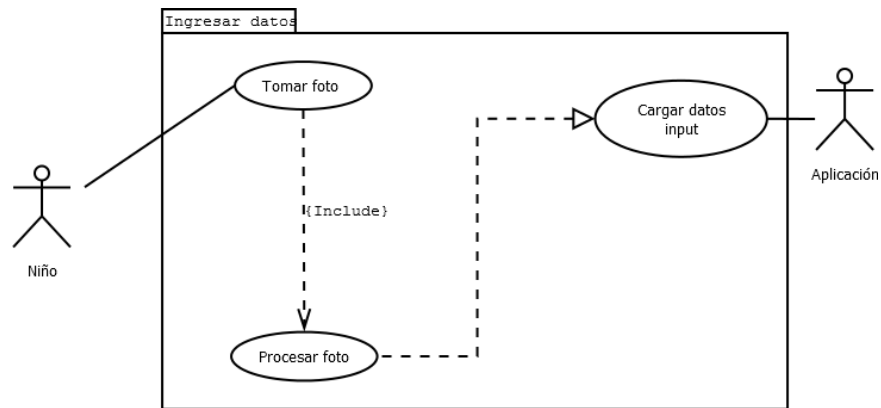 Ingresar datos
Tomar foto
Cargar datos
input
Aplicación
{Include}
Niño
Procesar foto